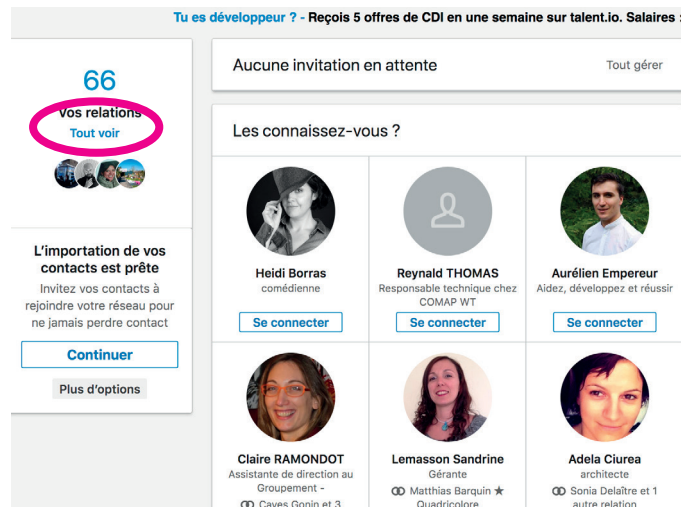 Tu es développeur ? - Reçois 5 offres de CDI en une semaine sur talent.io. Salaires :
66
Vos relations
Tout voir
L'importation de vos
contacts est prête
Invitez vos contacts à
rejoindre votre réseau pour
ne jamais perdre contact
Continuer
Plus d'options
Aucune invitation en attente
Tout gérer
Les connaissez-vous ?
Heidi Borras
comédienne
Se connecter
Reynald THOMAS
Responsable technique chez
COMAP WT
Se connecter
Aurélien Empereur
Aidez, développez et réussir
Se connecter
Claire RAMONDOT
Assistante de direction au
Groupement -
Caves Gonin et 3
Lemasson Sandrine
Gérante
Matthias Barquin ★
Quadricolore
Adela Ciurea
architecte
Sonia Delaître et 1
autre relation